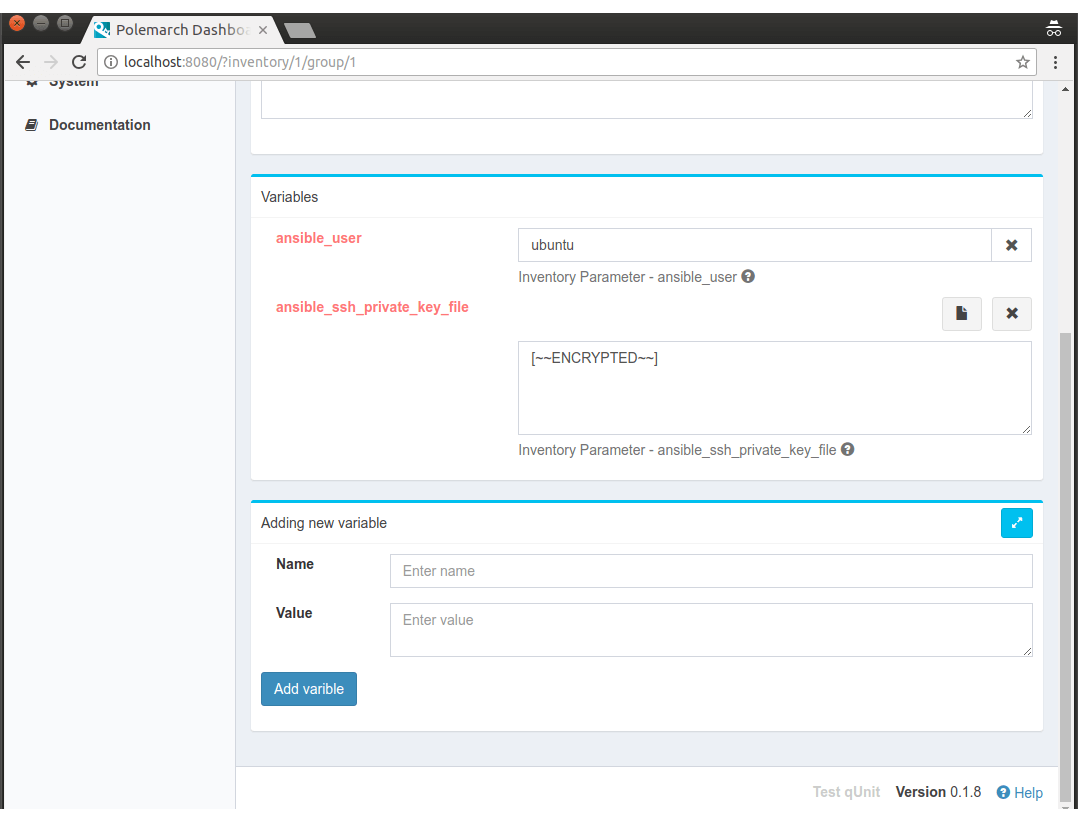 Polemarch Dashboa
localhost:8080/?inventory/1/group/1
System
Documentation
Variables
ansible_user
ubuntu
Inventory Parameter - ansible_user
ansible_ssh_private_key_file
[~~ENCRYPTED~~]
Inventory Parameter - ansible_ssh_private_key_file
Adding new variable
Name
Enter name
Value
Enter value
Add varible
Test qUnit Version 0.1.8 Help